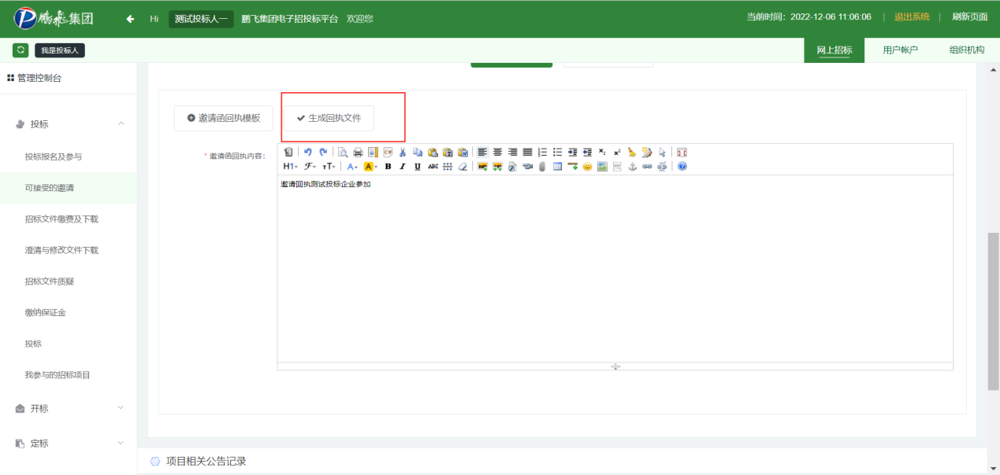 鹏飞集团
Hi 测试投标人一 鹏飞集团电子招投标平台 欢迎您
当前时间：2022-12-06 11:06:06 | 退出系统 | 刷新页面
我是投标人
网上招标 用户帐户 组织机构
管理控制台
投标
投标报名及参与
可接受的邀请
招标文件缴费及下载
澄清与修改文件下载
招标文件质疑
缴纳保证金
投标
我参与的招标项目
开标
定标
邀请函回执模板 生成回执文件
* 邀请函回执内容：
H1 F TT A A B I U ABC
邀请回执测试投标企业参加
项目相关公告记录